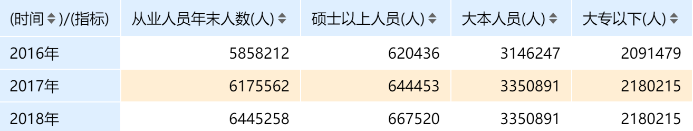 (时间)/(指标) 从业人员年末人数(人) 硕士以上人员(人) 大本人员(人) 大专以下(人)
2016年 5858212 620436 3146247 2091479
2017年 6175562 644453 3350891 2180215
2018年 6445258 667520 3350891 2180215